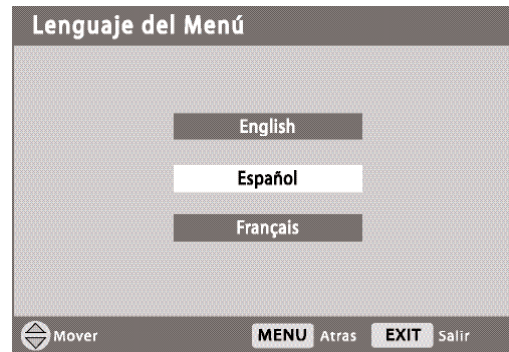 Lenguaje del Menú
English
Español
Français
Mover MENU Atras EXIT Salir